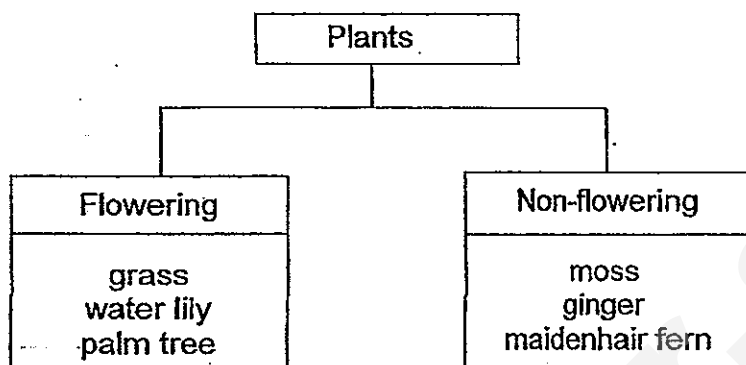 Plants
Flowering
grass
water lily
palm tree
Non-flowering
moss
ginger
maidenhair fern